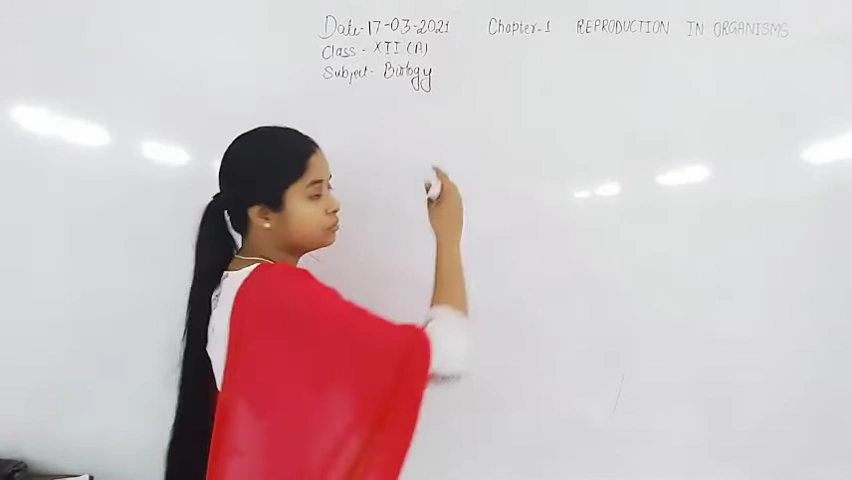 Date-17-03-2021
Chapter-1 REPRODUCTION IN ORGANISMS
Class - XII (A)
Subject- Biology